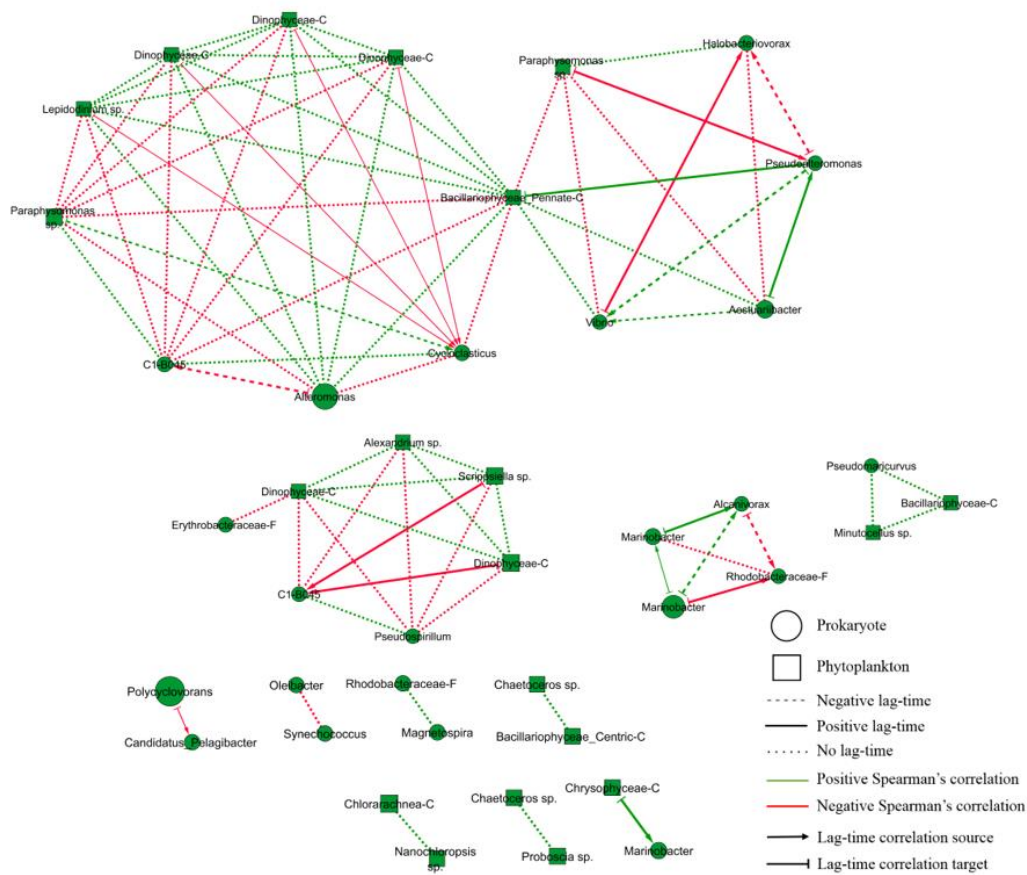 Dinophyceae-C
Dinophyceae-C
Dinophyceae-C
Lepidodinium sp.
Paraphysomonas
sp.
C1-B045
Alteromonas
Cycloclasticus
Bacillariophyceae_Pennate-C
Paraphysomonas
sp.
Halobacteriovorax
Pseudoalteromonas
Aestuariibacter
Vibrio
Alexandrium sp.
Scrippsiella sp.
Dinophyceae-C
Erythrobacteraceae-F
Dinophyceae-C
C1-B045
Pseudospirillum
Alcanivorax
Marinobacter
Rhodobacteraceae-F
Marinobacter
Pseudomaricurvus
Bacillariophyceae-C
Minutocellus sp.
Polycyclovorans
Candidatus_Pelagibacter
Oleibacter
Synechococcus
Rhodobacteraceae-F
Magnetospira
Chaetoceros sp.
Bacillariophyceae_Centric-C
Chlorarachnea-C
Nanochloropsis
sp.
Chaetoceros sp.
Proboscia sp.
Chrysophyceae-C
Marinobacter
Prokaryote
Phytoplankton
Negative lag-time
Positive lag-time
No lag-time
Positive Spearman's correlation
Negative Spearman's correlation
Lag-time correlation source
Lag-time correlation target